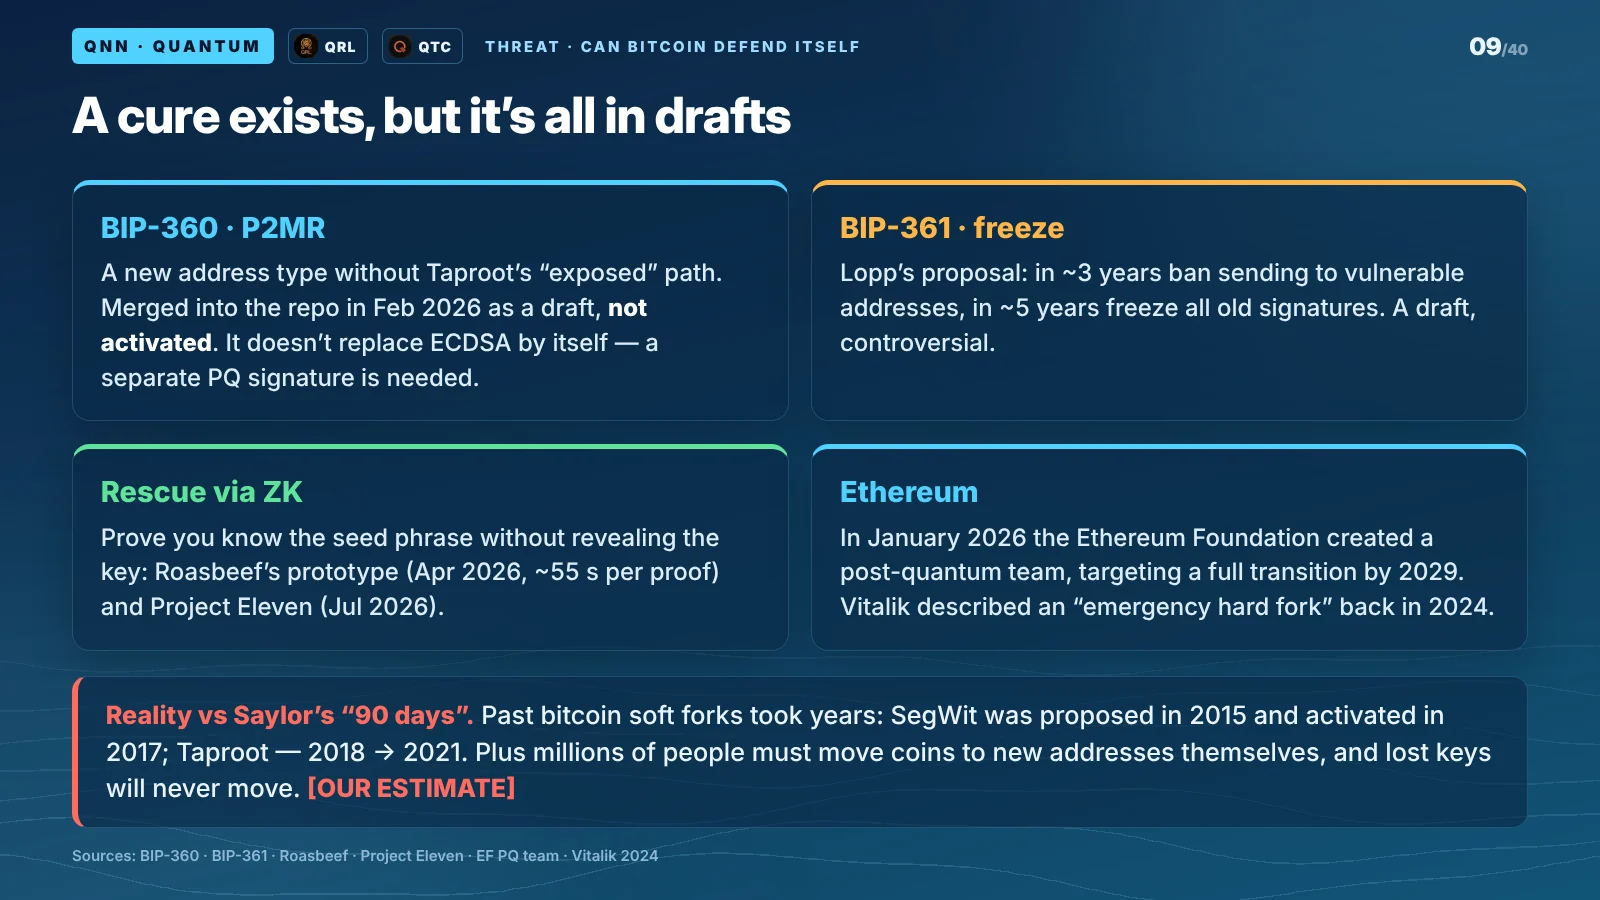 QNN · QUANTUM
QRL
QTC
THREAT · CAN BITCOIN DEFEND ITSELF
09/40
A cure exists, but it’s all in drafts
BIP-360 · P2MR
A new address type without Taproot’s “exposed” path.
Merged into the repo in Feb 2026 as a draft, not
activated. It doesn’t replace ECDSA by itself — a
separate PQ signature is needed.
BIP-361 · freeze
Lopp’s proposal: in ~3 years ban sending to vulnerable
addresses, in ~5 years freeze all old signatures. A draft,
controversial.
Rescue via ZK
Prove you know the seed phrase without revealing the
key: Roasbeef’s prototype (Apr 2026, ~55 s per proof)
and Project Eleven (Jul 2026).
Ethereum
In January 2026 the Ethereum Foundation created a
post-quantum team, targeting a full transition by 2029.
Vitalik described an “emergency hard fork” back in 2024.
Reality vs Saylor’s “90 days”. Past bitcoin soft forks took years: SegWit was proposed in 2015 and activated in
2017; Taproot — 2018 → 2021. Plus millions of people must move coins to new addresses themselves, and lost keys
will never move. [OUR ESTIMATE]
Sources: BIP-360 · BIP-361 · Roasbeef · Project Eleven · EF PQ team · Vitalik 2024